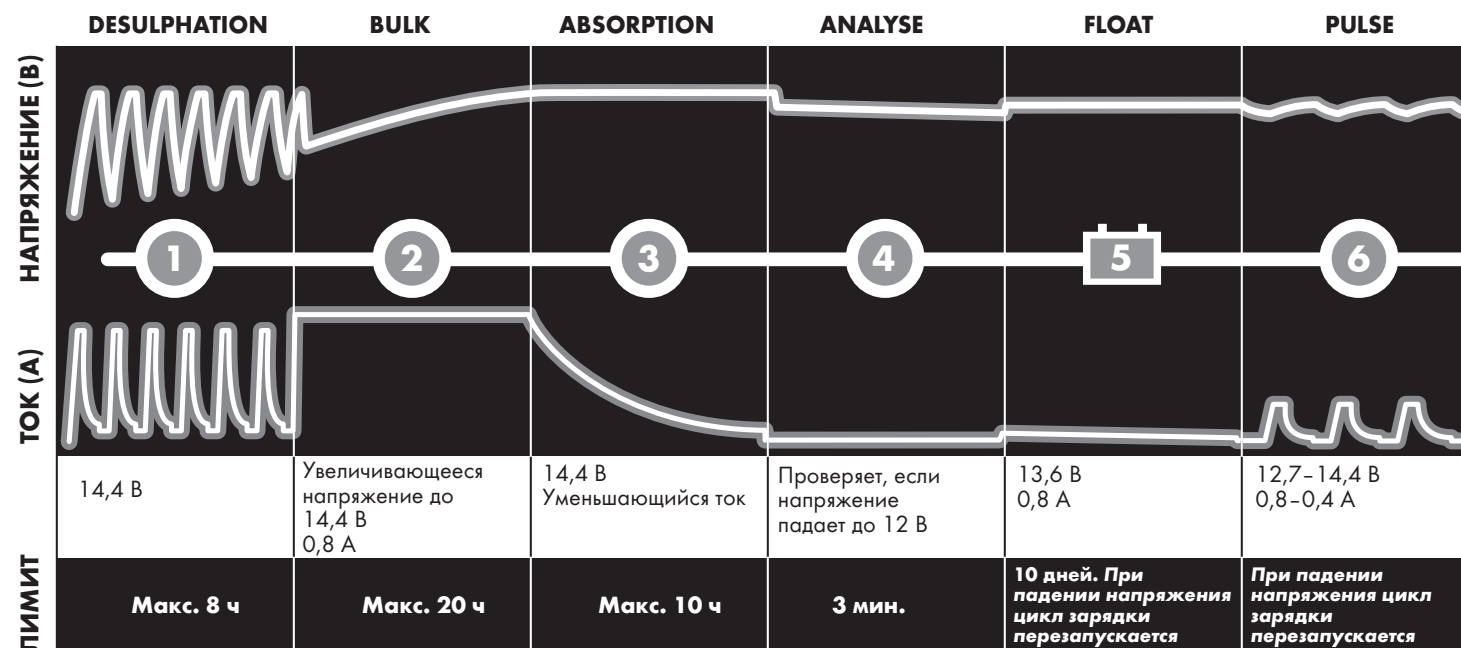 DESULPHATION BULK ABSORPTION ANALYSE FLOAT PULSE
НАПРЯЖЕНИЕ (В)
1 2 3 4 5 6
ТОК (А)
14,4 В
Увеличивающееся
напряжение до
14,4 В
0,8 А
14,4 В
Уменьшающийся ток
Проверяет, если
напряжение
падает до 12 В
13,6 В
0,8 А
12,7–14,4 В
0,8–0,4 А
ЛИМИТ
Макс. 8 ч
Макс. 20 ч
Макс. 10 ч
3 мин.
10 дней. При
падении напряжения
цикл зарядки
перезапускается
При падении
напряжения цикл
зарядки
перезапускается